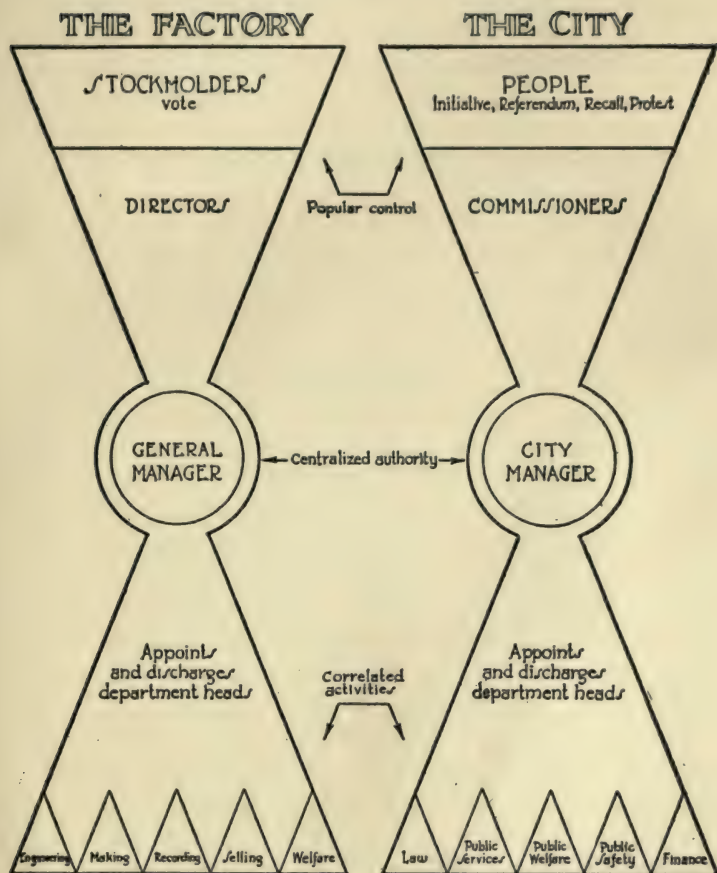 THE FACTORY
THE CITY
STOCKHOLDERS
vote
PEOPLE
Initiative, Referendum, Recall, Protest
DIRECTORS
Popular control
COMMISSIONERS
GENERAL
MANAGER
Centralized authority
CITY
MANAGER
Appoints
and discharges
department heads
Correlated
activities
Appoints
and discharges
department heads
Engineering
Making
Recording
Selling
Welfare
Law
Public
Services
Public
Welfare
Public
Safety
Finance